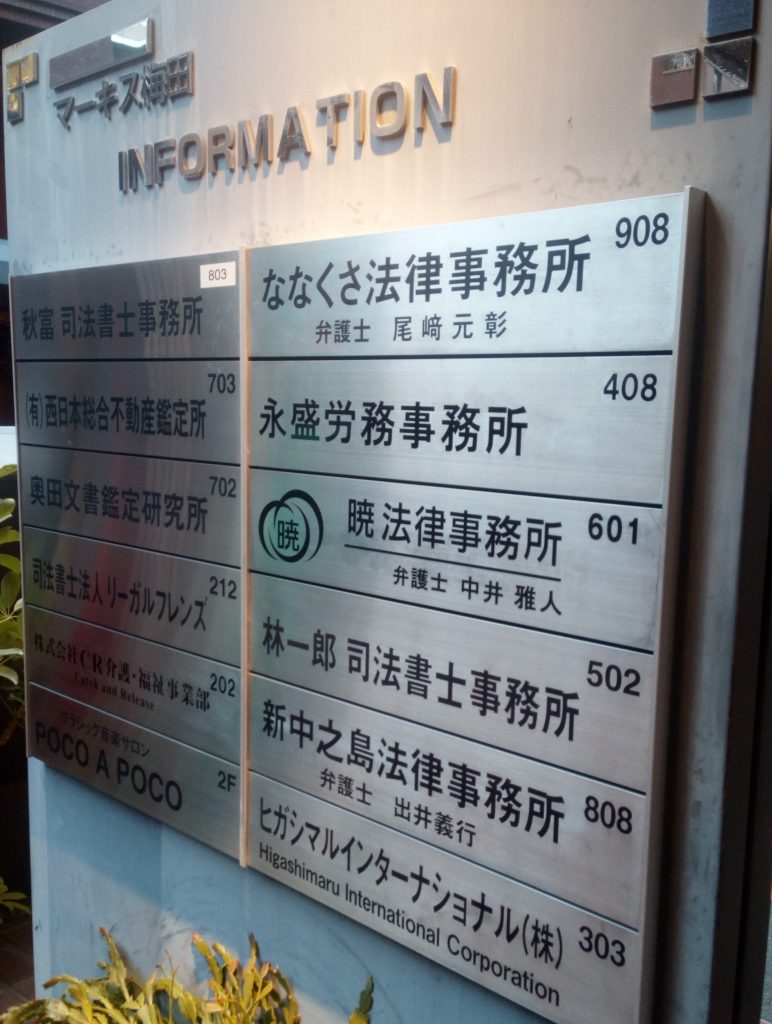 マーキス梅田
INFORMATION
803
秋富 司法書士事務所
703
(有)西日本総合不動産鑑定所
702
奥田文書鑑定研究所
212
司法書士法人 リーガルフレンズ
株式会社CR介護・福祉事業部
202
Catch and Release
クラシック音楽サロン
POCO A POCO
2F
908
ななくさ法律事務所
弁護士 尾﨑元彰
408
永盛労務事務所
601
暁
暁 法律事務所
弁護士 中井 雅人
502
林一郎 司法書士事務所
新中之島法律事務所
808
弁護士 出井義行
ヒガシマルインターナショナル(株)
303
Higashimaru International Corporation